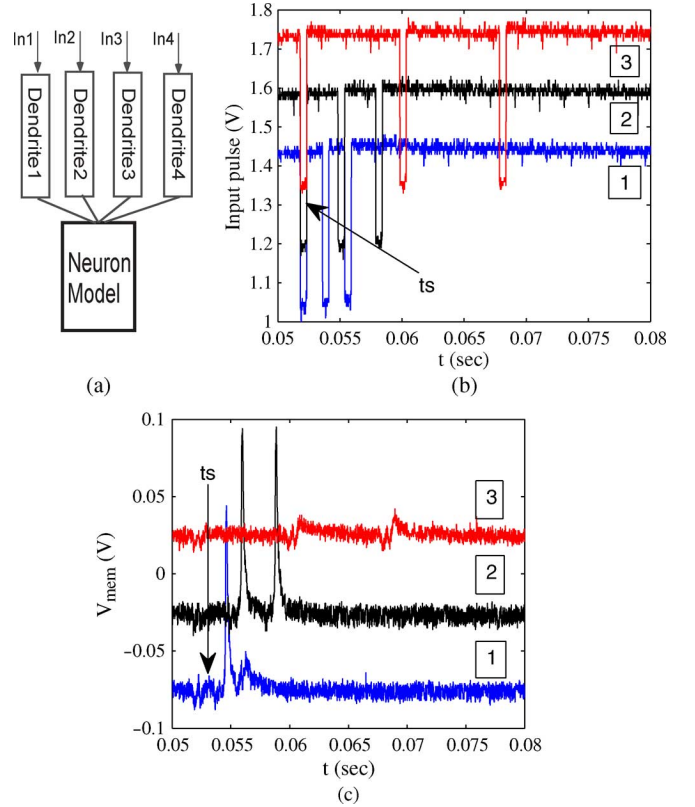 In1 In2 In3 In4
Dendrite1
Dendrite2
Dendrite3
Dendrite4
Neuron
Model
(a)
Input pulse (V)
1.8
1.7
1.6
1.5
1.4
1.3
1.2
1.1
1
3
2
1
ts
0.05 0.055 0.06 0.065 0.07 0.075 0.08
t (sec)
(b)
Vmem (V)
0.1
0.05
0
−0.05
−0.1
ts
3
2
1
0.05 0.055 0.06 0.065 0.07 0.075 0.08
t (sec)
(c)